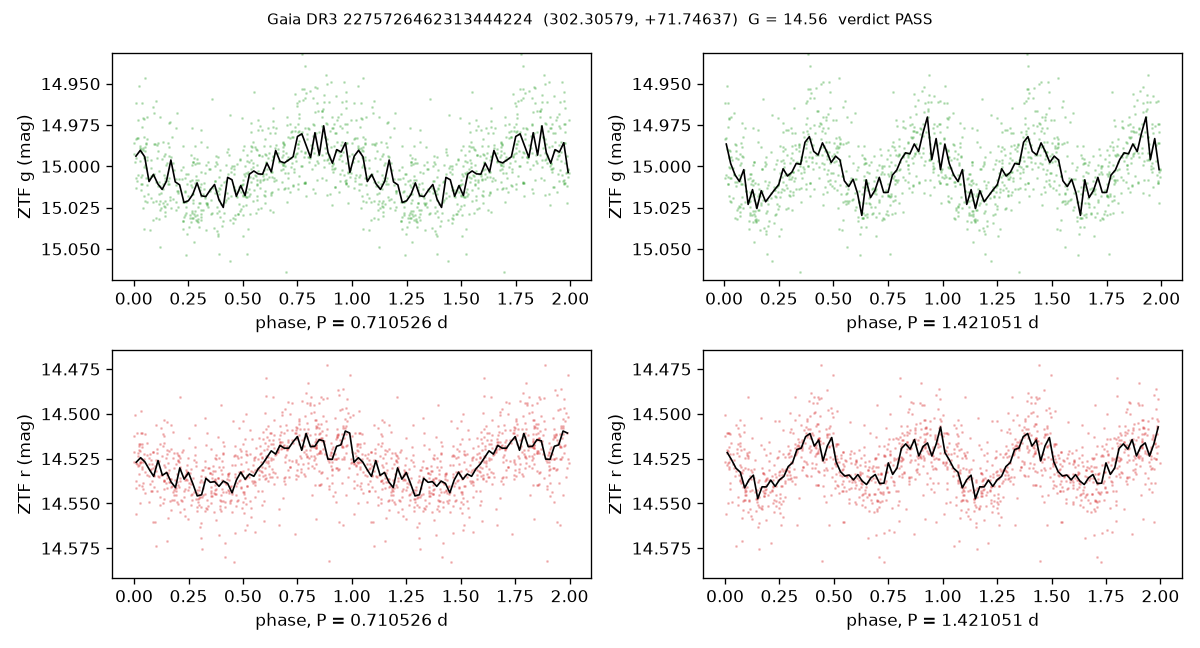 Gaia DR3 2275726462313444224  (302.30579, +71.74637)  G = 14.56  verdict PASS
ZTF g (mag)
14.950
14.975
15.000
15.025
15.050
0.00 0.25 0.50 0.75 1.00 1.25 1.50 1.75 2.00
phase, P = 0.710526 d
ZTF g (mag)
14.950
14.975
15.000
15.025
15.050
0.00 0.25 0.50 0.75 1.00 1.25 1.50 1.75 2.00
phase, P = 1.421051 d
ZTF r (mag)
14.475
14.500
14.525
14.550
14.575
0.00 0.25 0.50 0.75 1.00 1.25 1.50 1.75 2.00
phase, P = 0.710526 d
ZTF r (mag)
14.475
14.500
14.525
14.550
14.575
0.00 0.25 0.50 0.75 1.00 1.25 1.50 1.75 2.00
phase, P = 1.421051 d